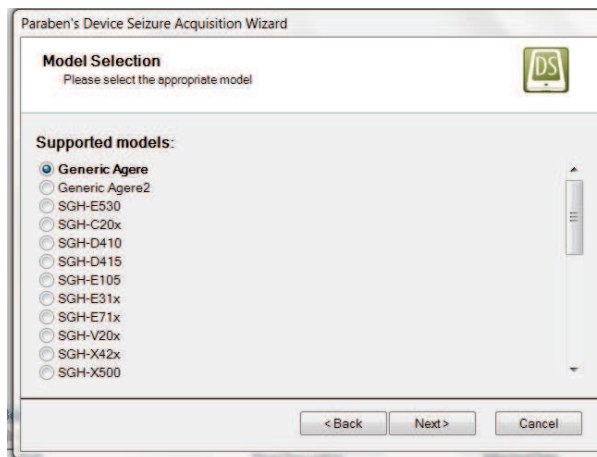 Paraben's Device Seizure Acquisition Wizard
Model Selection
Please select the appropriate model
DS
Supported models:
Generic Agere
Generic Agere2
SGH-E530
SGH-C20x
SGH-D410
SGH-D415
SGH-E105
SGH-E31x
SGH-E71x
SGH-V20x
SGH-X42x
SGH-X500
< Back Next > Cancel